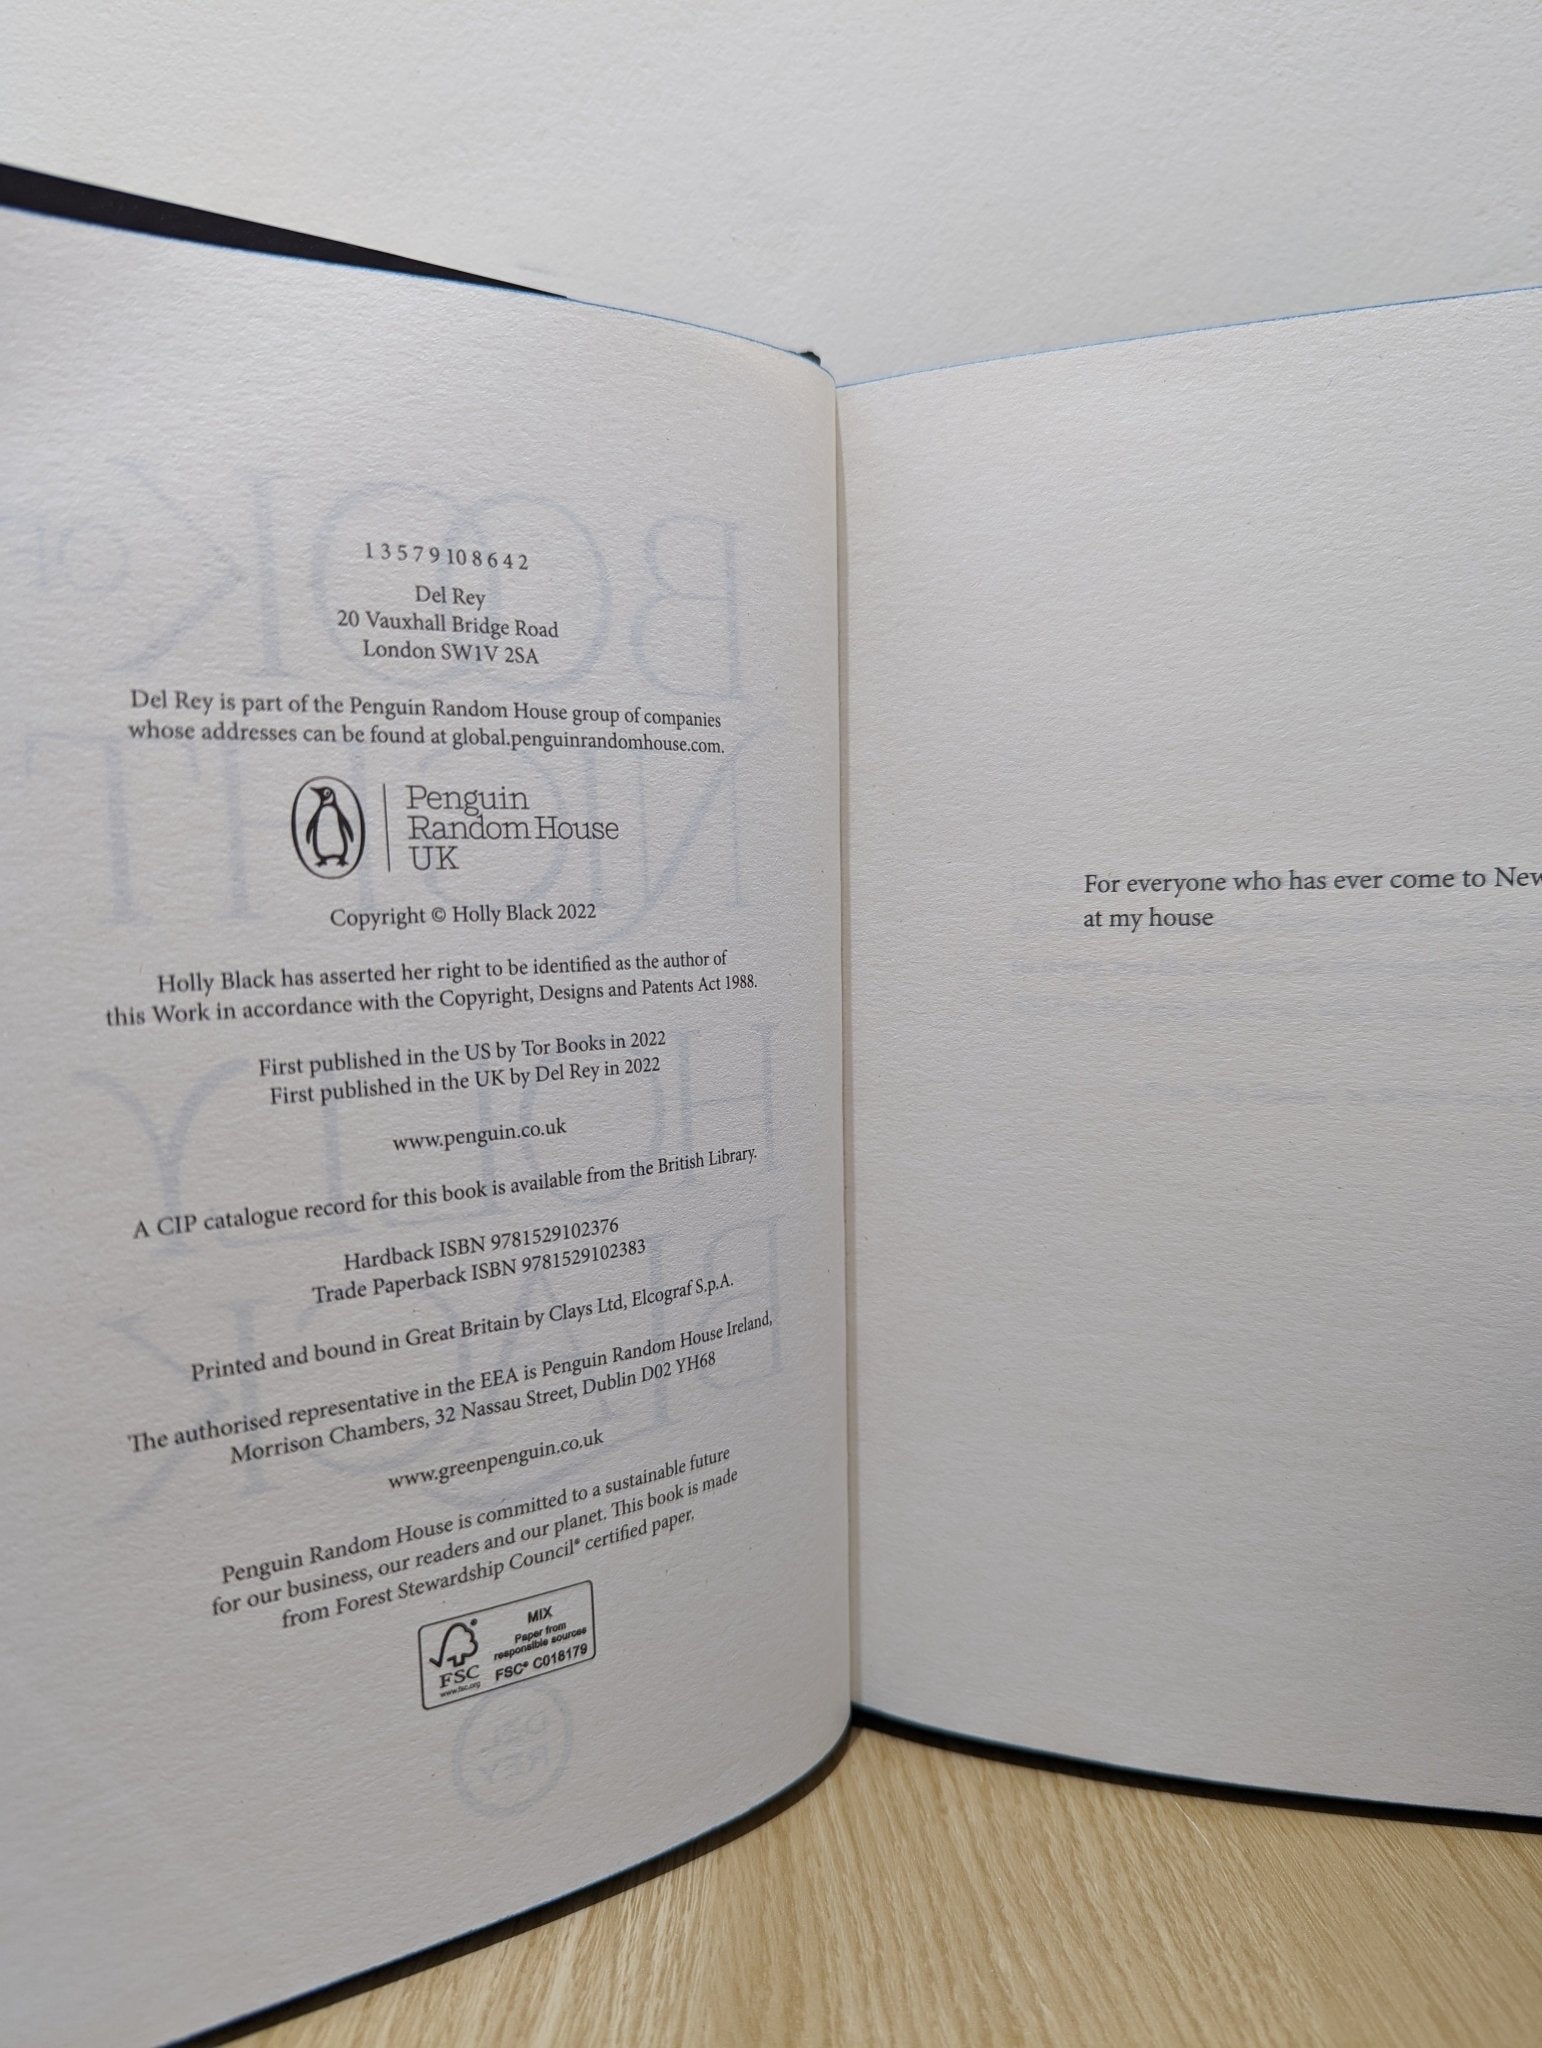 1 3 5 7 9 10 8 6 4 2
Del Rey
20 Vauxhall Bridge Road
London SW1V 2SA
Del Rey is part of the Penguin Random House group of companies
whose addresses can be found at global.penguinrandomhouse.com.
Penguin
Random House
UK
Copyright © Holly Black 2022
Holly Black has asserted her right to be identified as the author of
this Work in accordance with the Copyright, Designs and Patents Act 1988.
First published in the US by Tor Books in 2022
First published in the UK by Del Rey in 2022
www.penguin.co.uk
A CIP catalogue record for this book is available from the British Library.
Hardback ISBN 9781529102376
Trade Paperback ISBN 9781529102383
Printed and bound in Great Britain by Clays Ltd, Elcograf S.p.A.
The authorised representative in the EEA is Penguin Random House Ireland,
Morrison Chambers, 32 Nassau Street, Dublin D02 YH68
www.greenpenguin.co.uk
Penguin Random House is committed to a sustainable future
for our business, our readers and our planet. This book is made
from Forest Stewardship Council® certified paper.
FSC
www.fsc.org
MIX
Paper from
responsible sources
FSC® C018179
BOOK OF
NIGHT
HOLLY
BLACK
DEL
REY
For everyone who has ever come to New
at my house